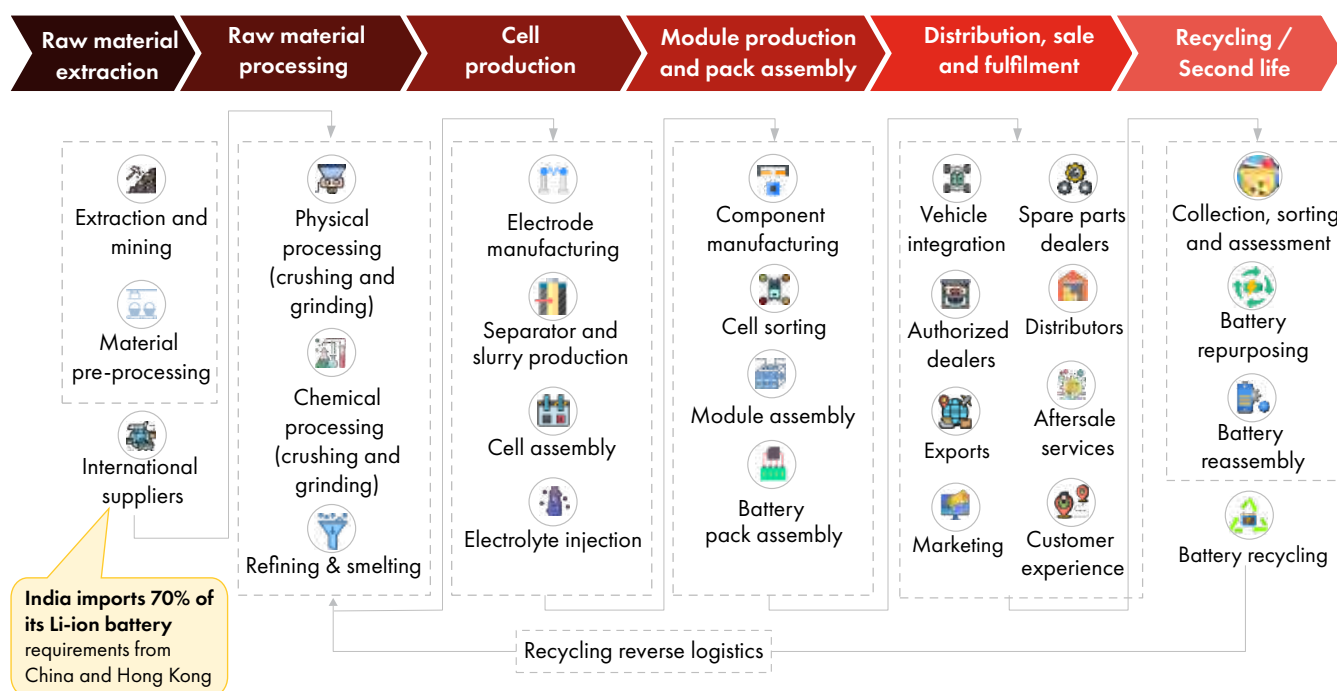 Raw material
extraction
Raw material
processing
Cell
production
Module production
and pack assembly
Distribution, sale
and fulfilment
Recycling /
Second life
Extraction and
mining
Material
pre-processing
International
suppliers
India imports 70% of
its Li-ion battery
requirements from
China and Hong Kong
Physical
processing
(crushing and
grinding)
Chemical
processing
(crushing and
grinding)
Refining & smelting
Electrode
manufacturing
Separator and
slurry production
Cell assembly
Electrolyte injection
Component
manufacturing
Cell sorting
Module assembly
Battery
pack assembly
Vehicle
integration
Authorized
dealers
Exports
Marketing
Spare parts
dealers
Distributors
Aftersale
services
Customer
experience
Collection, sorting
and assessment
Battery
repurposing
Battery
reassembly
Battery recycling
Recycling reverse logistics